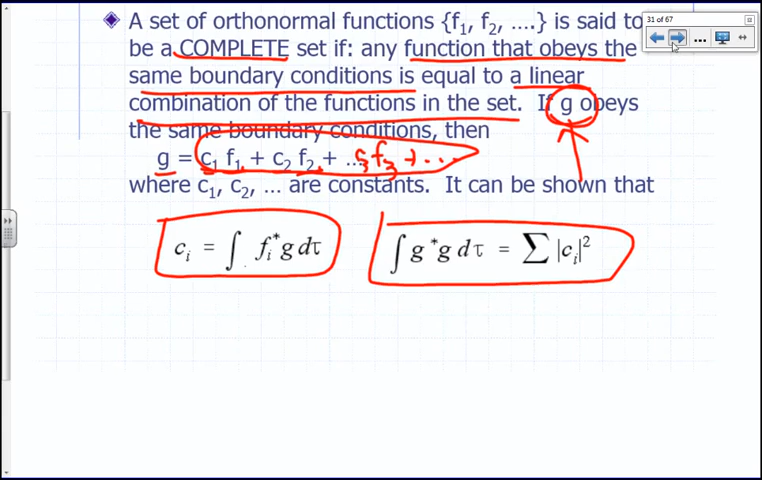 31 of 67
A set of orthonormal functions {f₁, f₂, ....} is said to
be a COMPLETE set if: any function that obeys the
same boundary conditions is equal to a linear
combination of the functions in the set. If g obeys
the same boundary conditions, then
g = c₁ f₁ + c₂ f₂ + ... c₃f₃ + ...
where c₁, c₂, ... are constants. It can be shown that
cᵢ = ∫ fᵢ*g dτ ∫ g*g dτ = ∑ |cᵢ|²